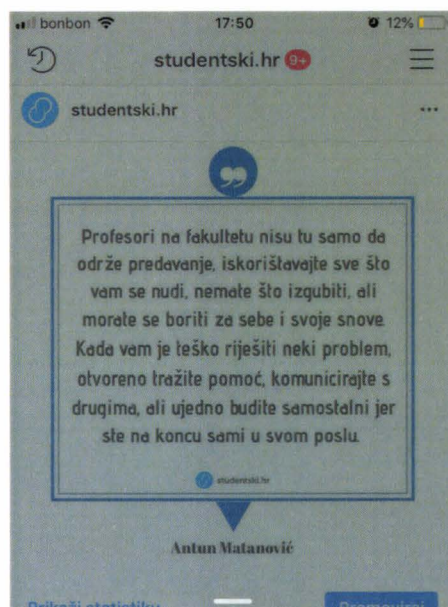 bonbon 17:50 12%
studentski.hr 9+
studentski.hr
Profesori na fakultetu nisu tu samo da
održe predavanje, iskorištavajte sve što
vam se nudi, nemate što izgubiti, ali
morate se boriti za sebe i svoje snove.
Kada vam je teško riješiti neki problem,
otvoreno tražite pomoć, komunicirajte s
drugima, ali ujedno budite samostalni jer
ste na koncu sami u svom poslu.
studentski.hr
Antun Matanović
Prikaži statistiku